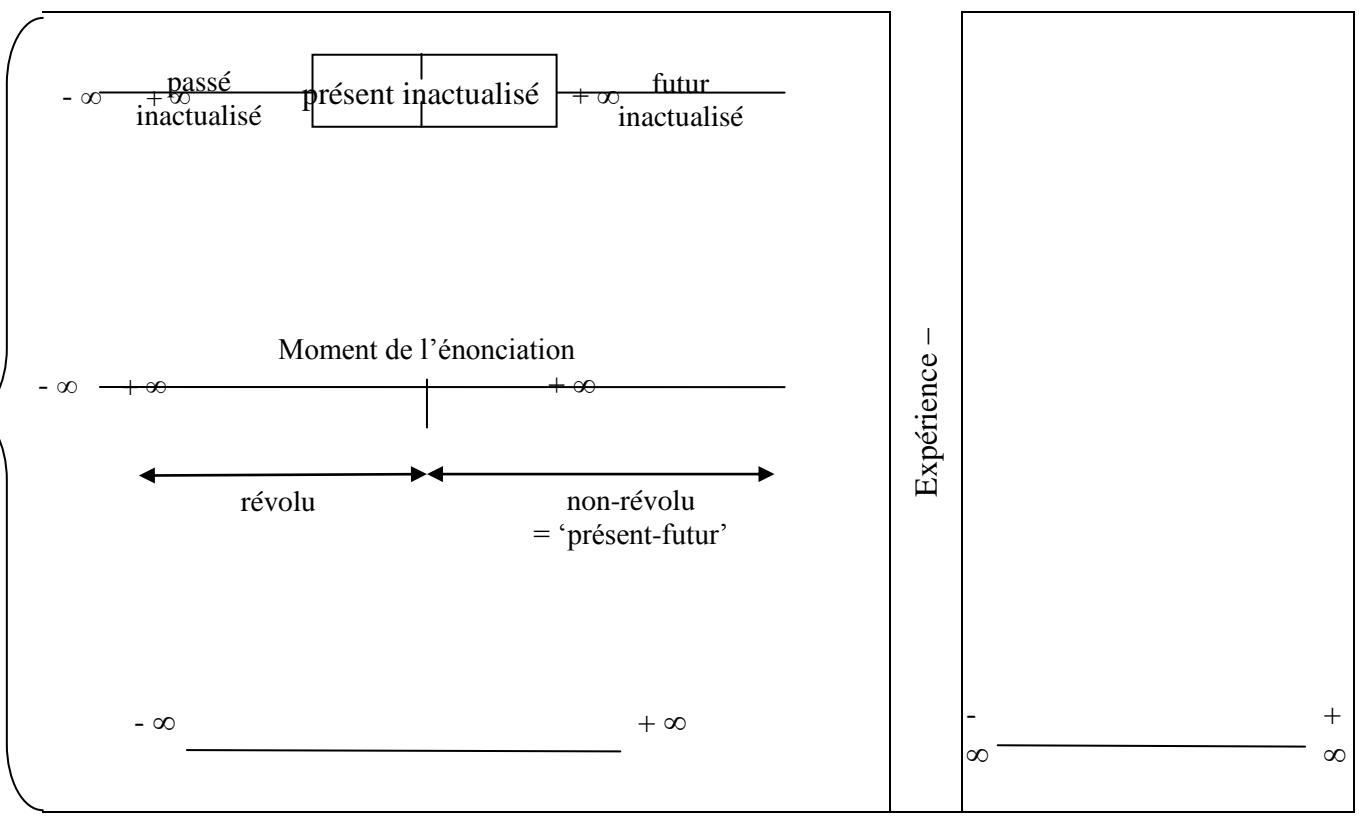 - ∞ + ∞ passé inactualisé présent inactualisé + ∞ futur inactualisé
Moment de l’énonciation
- ∞ + ∞ + ∞
révolu
non-révolu
= ‘présent-futur’
- ∞ + ∞
Expérience –
- ∞ + ∞